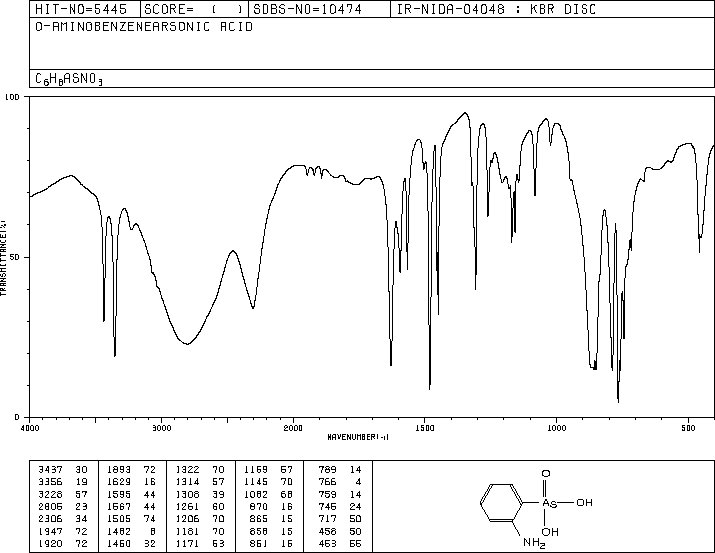 HIT-NO=5445 SCORE= ( ) SDBS-NO=10474 IR-NIDA-04048 : KBR DISC
O-AMINOBENZENEARSONIC ACID
C6H8ASNO3
100
50
0
TRANSMITTANCE(%)
4000 3000 2000 1500 1000 500
WAVENUMBER(-1)
3437 30 1893 72 1322 70 1159 57 789 14
3356 19 1629 16 1314 57 1145 70 766 4
3228 57 1595 44 1308 39 1082 68 759 14
2805 23 1567 44 1261 60 870 16 745 24
2306 34 1505 74 1206 70 865 15 717 50
1947 72 1482 8 1181 70 858 15 458 50
1920 72 1450 32 1171 53 851 15 453 55
O
As OH
OH
NH2